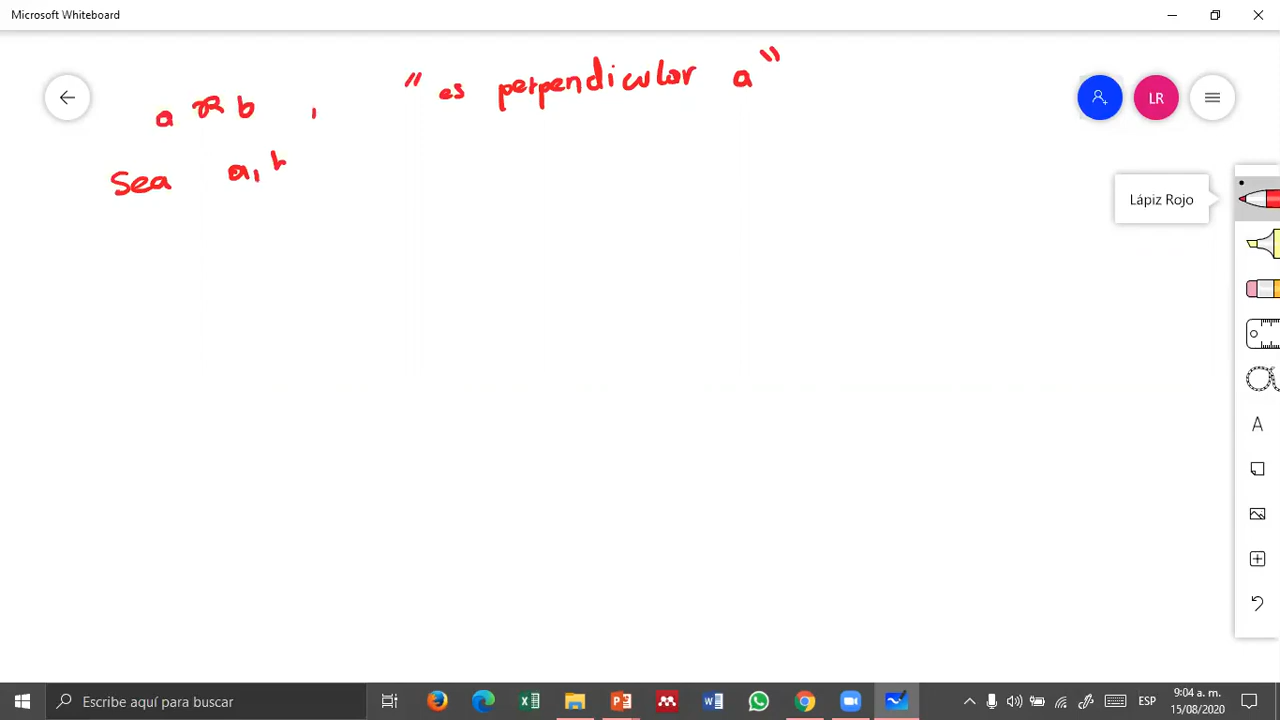 Microsoft Whiteboard
a R b , " es perpendicular a "
Sea a, b
LR
Lápiz Rojo
A
Escribe aquí para buscar
ESP
9:04 a. m.
15/08/2020